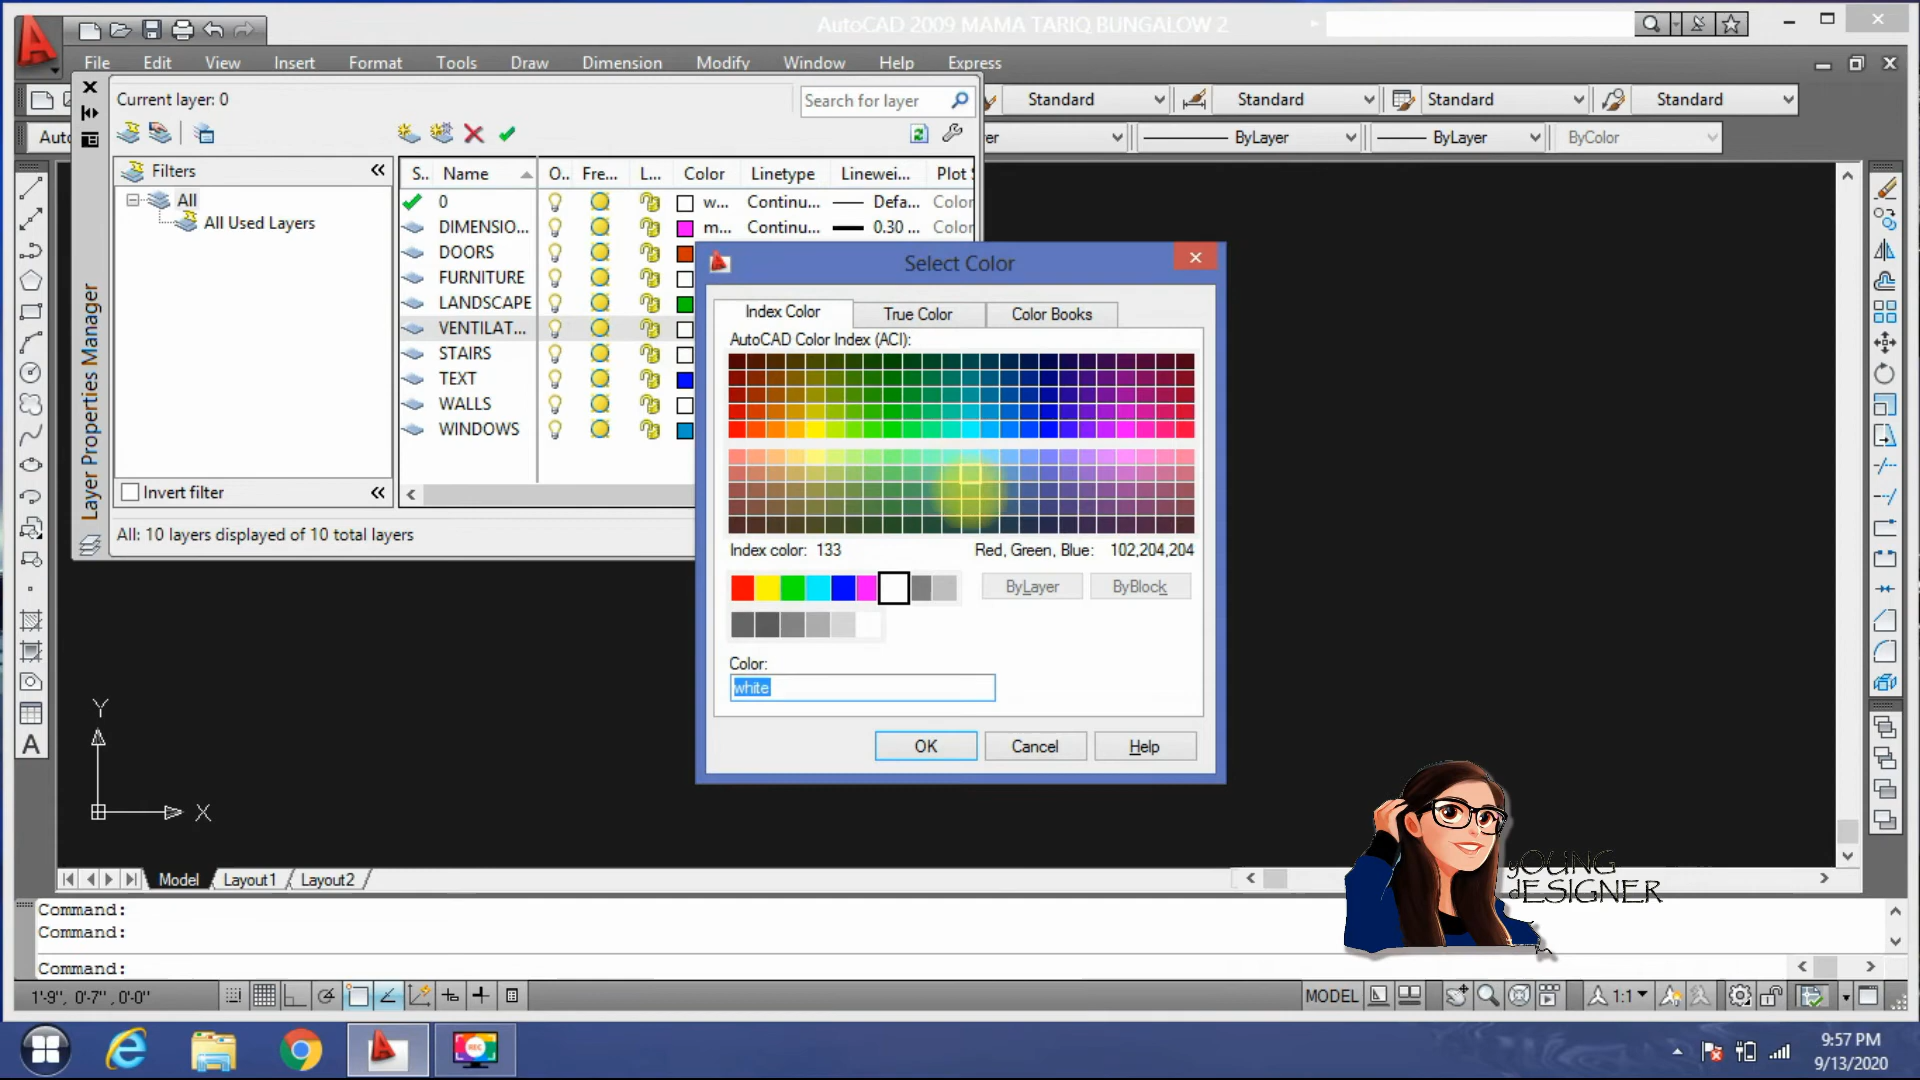 AutoCAD 2009 MAMA TARIQ BUNGALOW 2
File Edit View Insert Format Tools Draw Dimension Modify Window Help Express
Current layer: 0
Search for layer
Standard Standard Standard Standard
ByLayer ByLayer ByColor
Filters
All
All Used Layers
Invert filter
All: 10 layers displayed of 10 total layers
Layer Properties Manager
S.. Name O.. Fre... L... Color Linetype Linewei... Plot
0 w... Continu... Defa... Color
DIMENSIO... m... Continu... 0.30 ... Color
DOORS
FURNITURE
LANDSCAPE
VENTILAT...
STAIRS
TEXT
WALLS
WINDOWS
Select Color
Index Color True Color Color Books
AutoCAD Color Index (ACI):
Index color: 133 Red, Green, Blue: 102,204,204
ByLayer ByBlock
Color:
white
OK Cancel Help
Y
X
A
Model Layout1 Layout2
yOUNG
dESIGNER
Command:
Command:
Command:
1'-9", 0'-7", 0'-0" MODEL 1:1
REC
9:57 PM
9/13/2020